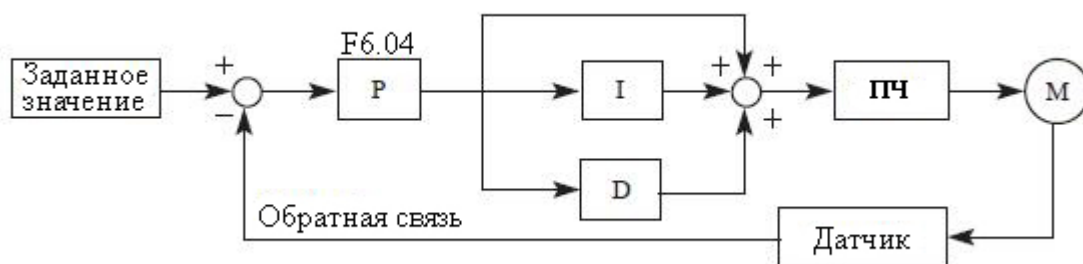 F6.04
Заданное
значение
+
−
P
I
D
+
+
+
ПЧ
M
Обратная связь
Датчик